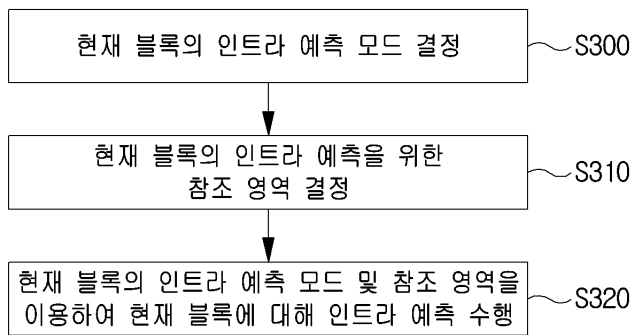 현재 블록의 인트라 예측 모드 결정
S300
현재 블록의 인트라 예측을 위한
참조 영역 결정
S310
현재 블록의 인트라 예측 모드 및 참조 영역을
이용하여 현재 블록에 대해 인트라 예측 수행
S320